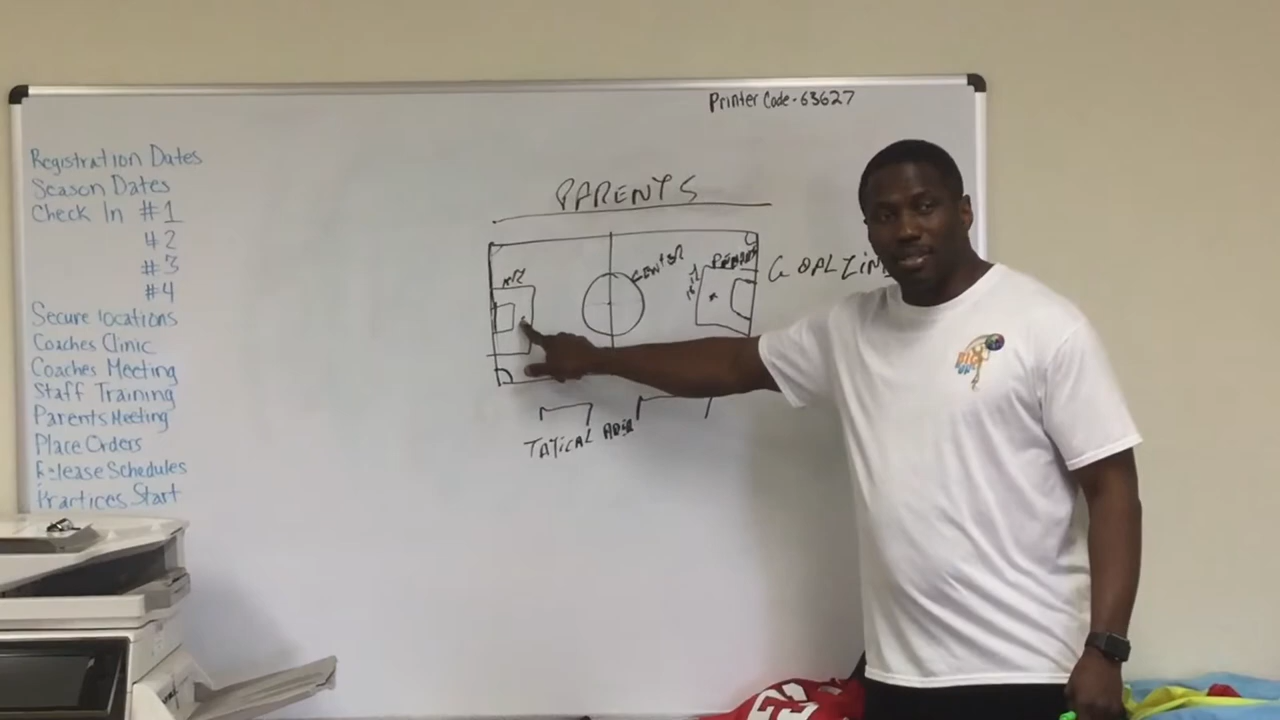 Printer Code - 63627
Registration Dates
Season Dates
Check In #1
#2
#3
#4
Secure locations
Coaches Clinic
Coaches Meeting
Staff Training
Parents Meeting
Place Orders
Release Schedules
Practices Start
PARENTS
CENTER
GOAL LINE
TATICAL AREA
BIG